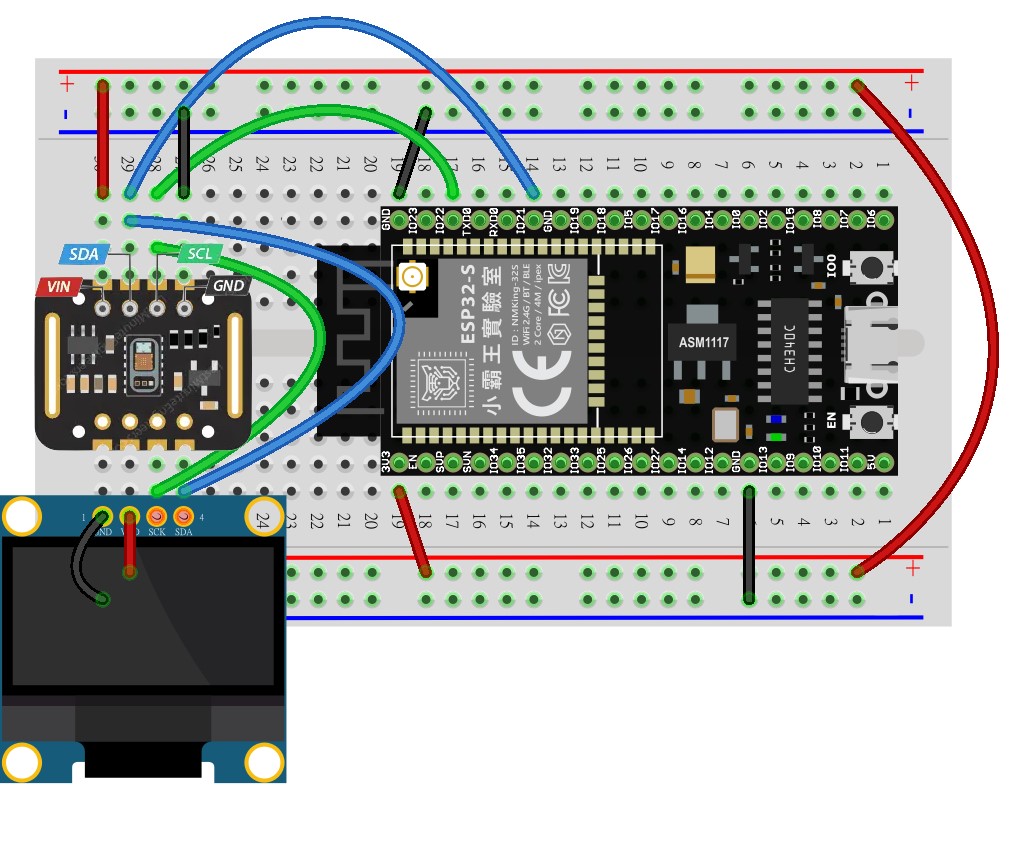 +
+
-
-
29
28
26
25
24
23
22
21
20
19
18
17
16
15
14
13
12
11
10
9
8
7
6
5
4
3
2
1
GND
IO23
IO22
TXD0
RXD0
IO21
GND
IO19
IO18
IO5
IO17
IO16
IO4
IO0
IO2
IO15
IO8
IO7
IO6
SDA
SCL
VIN
GND
ESP32-S
小霸王實驗室
ID : NMKing-32S
WiFi 2.4G / BT / BLE
2 Core / 4M / ipex
FC
CE
ASM1117
CH340C
IO0
EN
3V3
EN
SUP
SUN
IO34
IO35
IO32
IO33
IO25
IO26
IO27
IO14
IO12
GND
IO13
IO9
IO10
IO11
5V
1
SCK
SDA
4
24
23
22
21
20
19
18
17
16
15
14
13
12
11
10
9
8
7
6
5
4
3
2
1
+
-